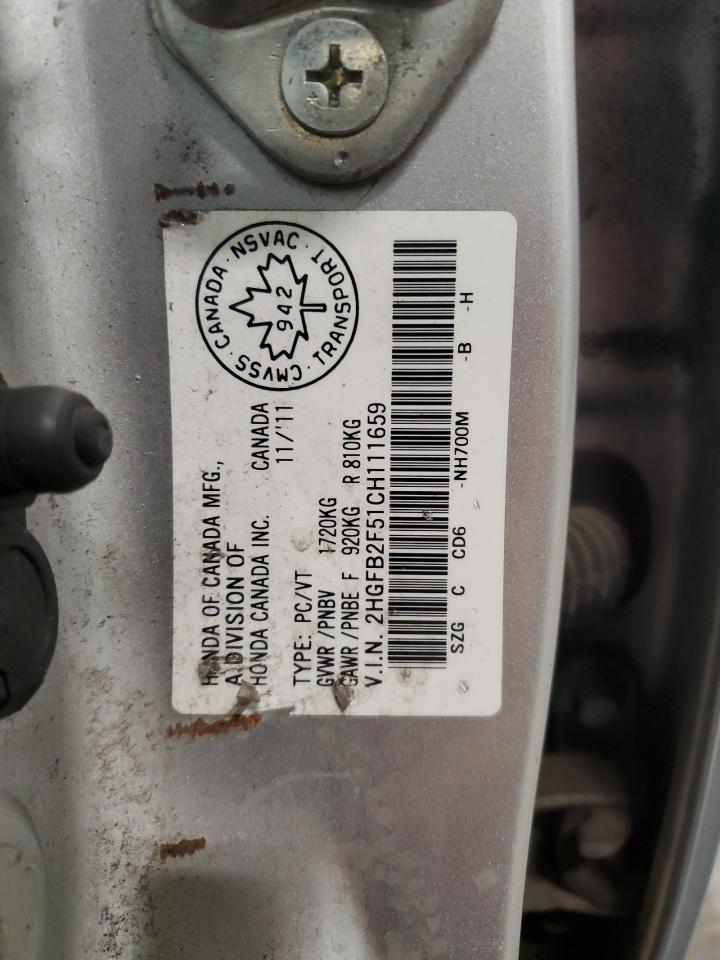 CMVSS · CANADA · NSVAC · TRANSPORT ·
942
HONDA OF CANADA MFG.,
A DIVISION OF
HONDA CANADA INC. CANADA
11/'11
TYPE: PC/VT
GVWR /PNBV 1720KG
GAWR /PNBE F 920KG R 810KG
V.I.N. 2HGFB2F51CH111659
SZG C CD6 -NH700M -B -H